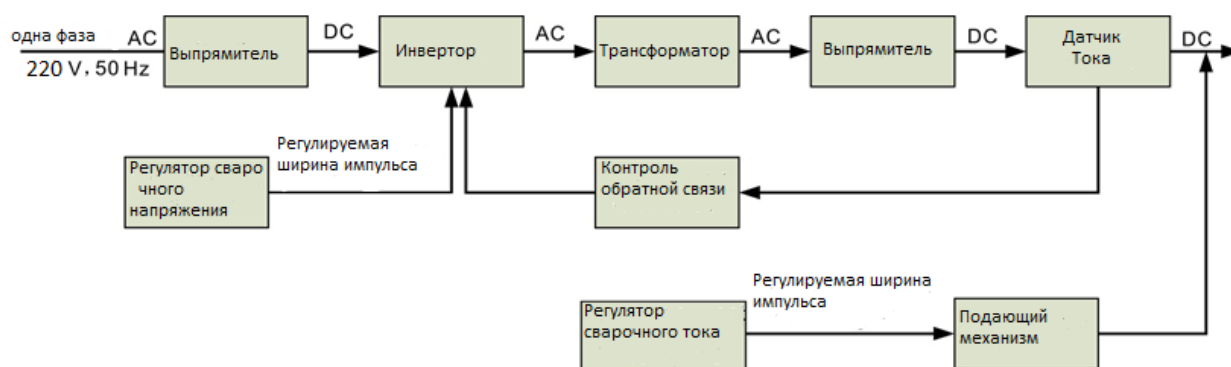 одна фаза
220 V, 50 Hz
AC
Выпрямитель
DC
Инвертор
AC
Трансформатор
AC
Выпрямитель
DC
Датчик
Тока
DC
Регулятор сваро
чного
напряжения
Регулируемая
ширина импульса
Контроль
обратной связи
Регулятор
сварочного тока
Регулируемая ширина
импульса
Подающий
механизм